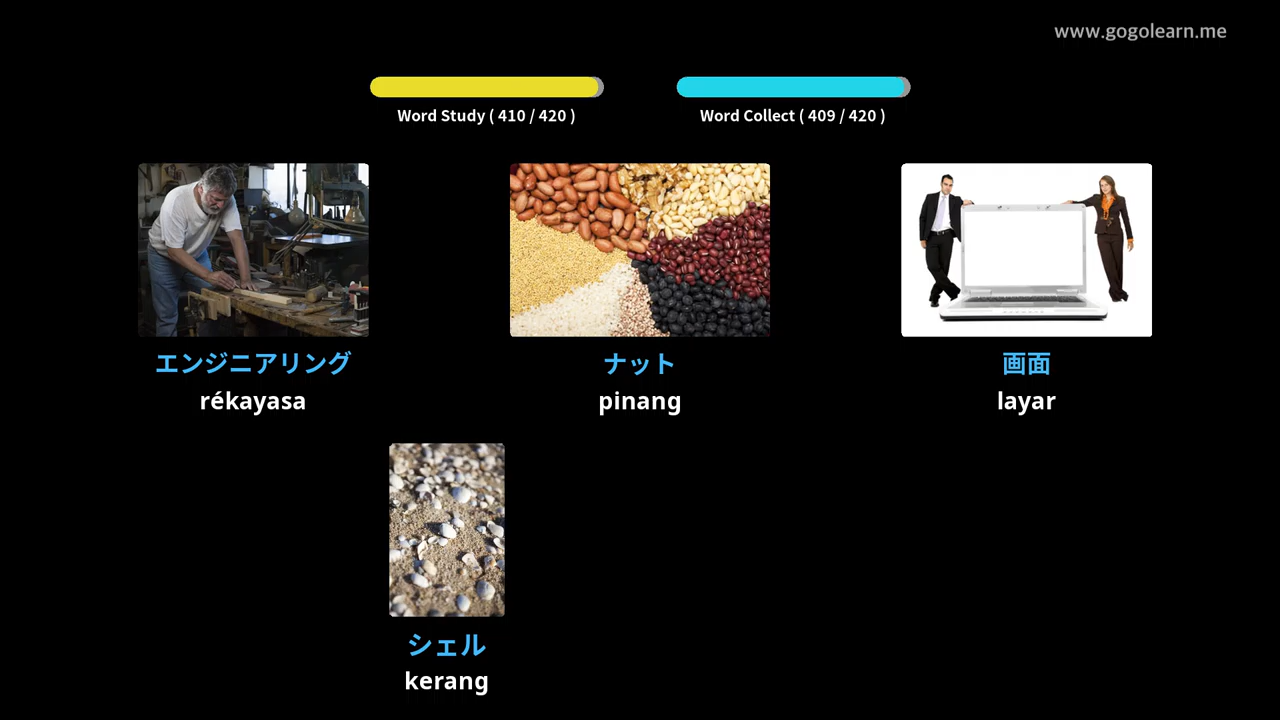 www.gogolearn.me
Word Study ( 410 / 420 )
Word Collect ( 409 / 420 )
エンジニアリング
rékayasa
ナット
pinang
画面
layar
シェル
kerang